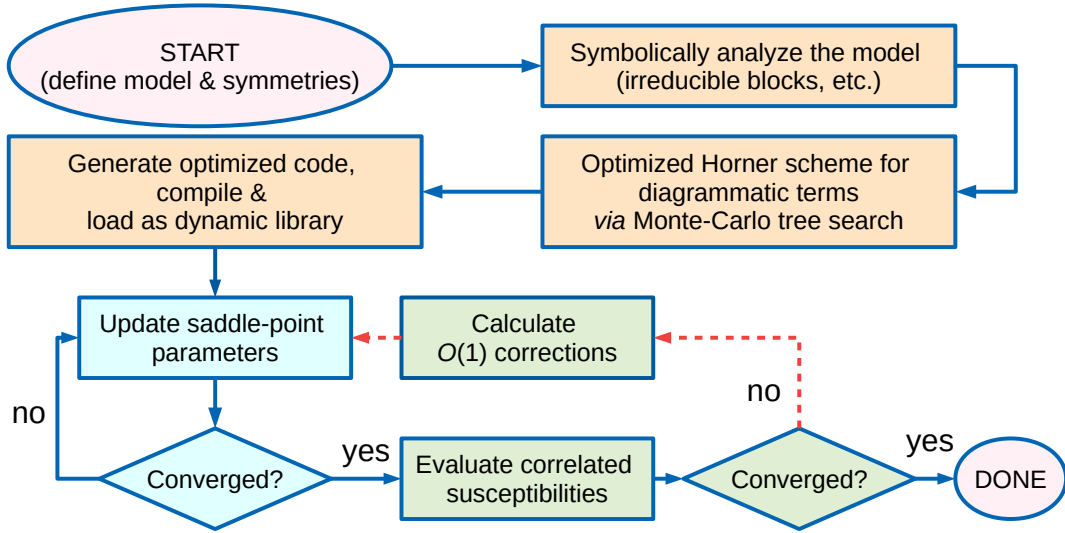 START
(define model & symmetries)
Symbolically analyze the model
(irreducible blocks, etc.)
Generate optimized code,
compile &
load as dynamic library
Optimized Horner scheme for
diagrammatic terms
via Monte-Carlo tree search
Update saddle-point
parameters
Calculate
O(1) corrections
no
no
Converged?
yes
Evaluate correlated
susceptibilities
Converged?
yes
DONE